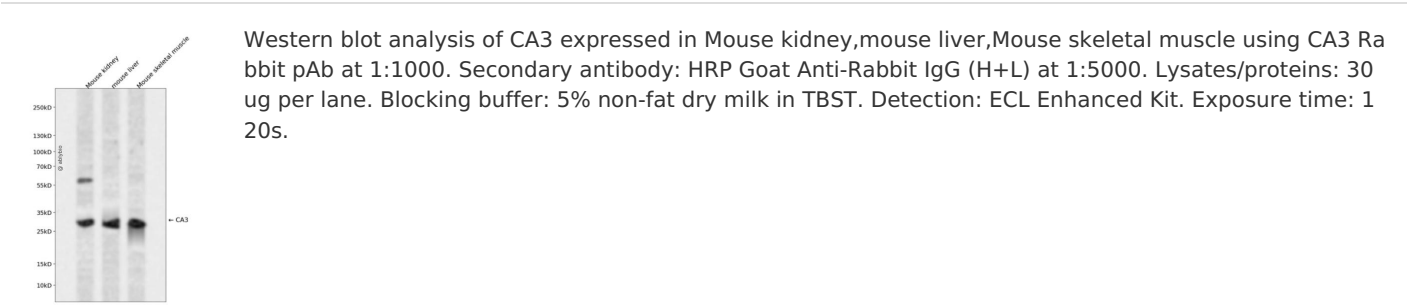 Mouse kidney
mouse liver
Mouse skeletal muscle
250kD
130kD
100kD
70kD
55kD
35kD
25kD
15kD
10kD
← CA3
Western blot analysis of CA3 expressed in Mouse kidney,mouse liver,Mouse skeletal muscle using CA3 Ra
bbit pAb at 1:1000. Secondary antibody: HRP Goat Anti-Rabbit IgG (H+L) at 1:5000. Lysates/proteins: 30
ug per lane. Blocking buffer: 5% non-fat dry milk in TBST. Detection: ECL Enhanced Kit. Exposure time: 1
20s.